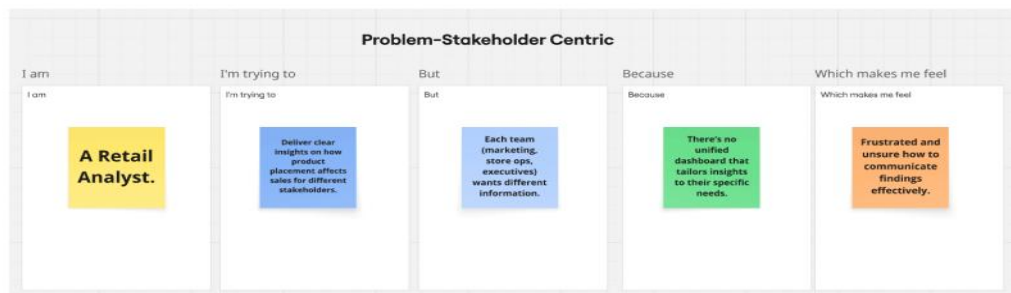 Problem-Stakeholder Centric
I am
I'm trying to
But
Because
Which makes me feel
I am
I'm trying to
But
Because
Which makes me feel
A Retail
Analyst.
Deliver clear
insights on how
product
placement affects
sales for different
stakeholders.
Each team
(marketing,
store ops,
executives)
wants different
information.
There's no
unified
dashboard that
tailors insights
to their specific
needs.
Frustrated and
unsure how to
communicate
findings
effectively.